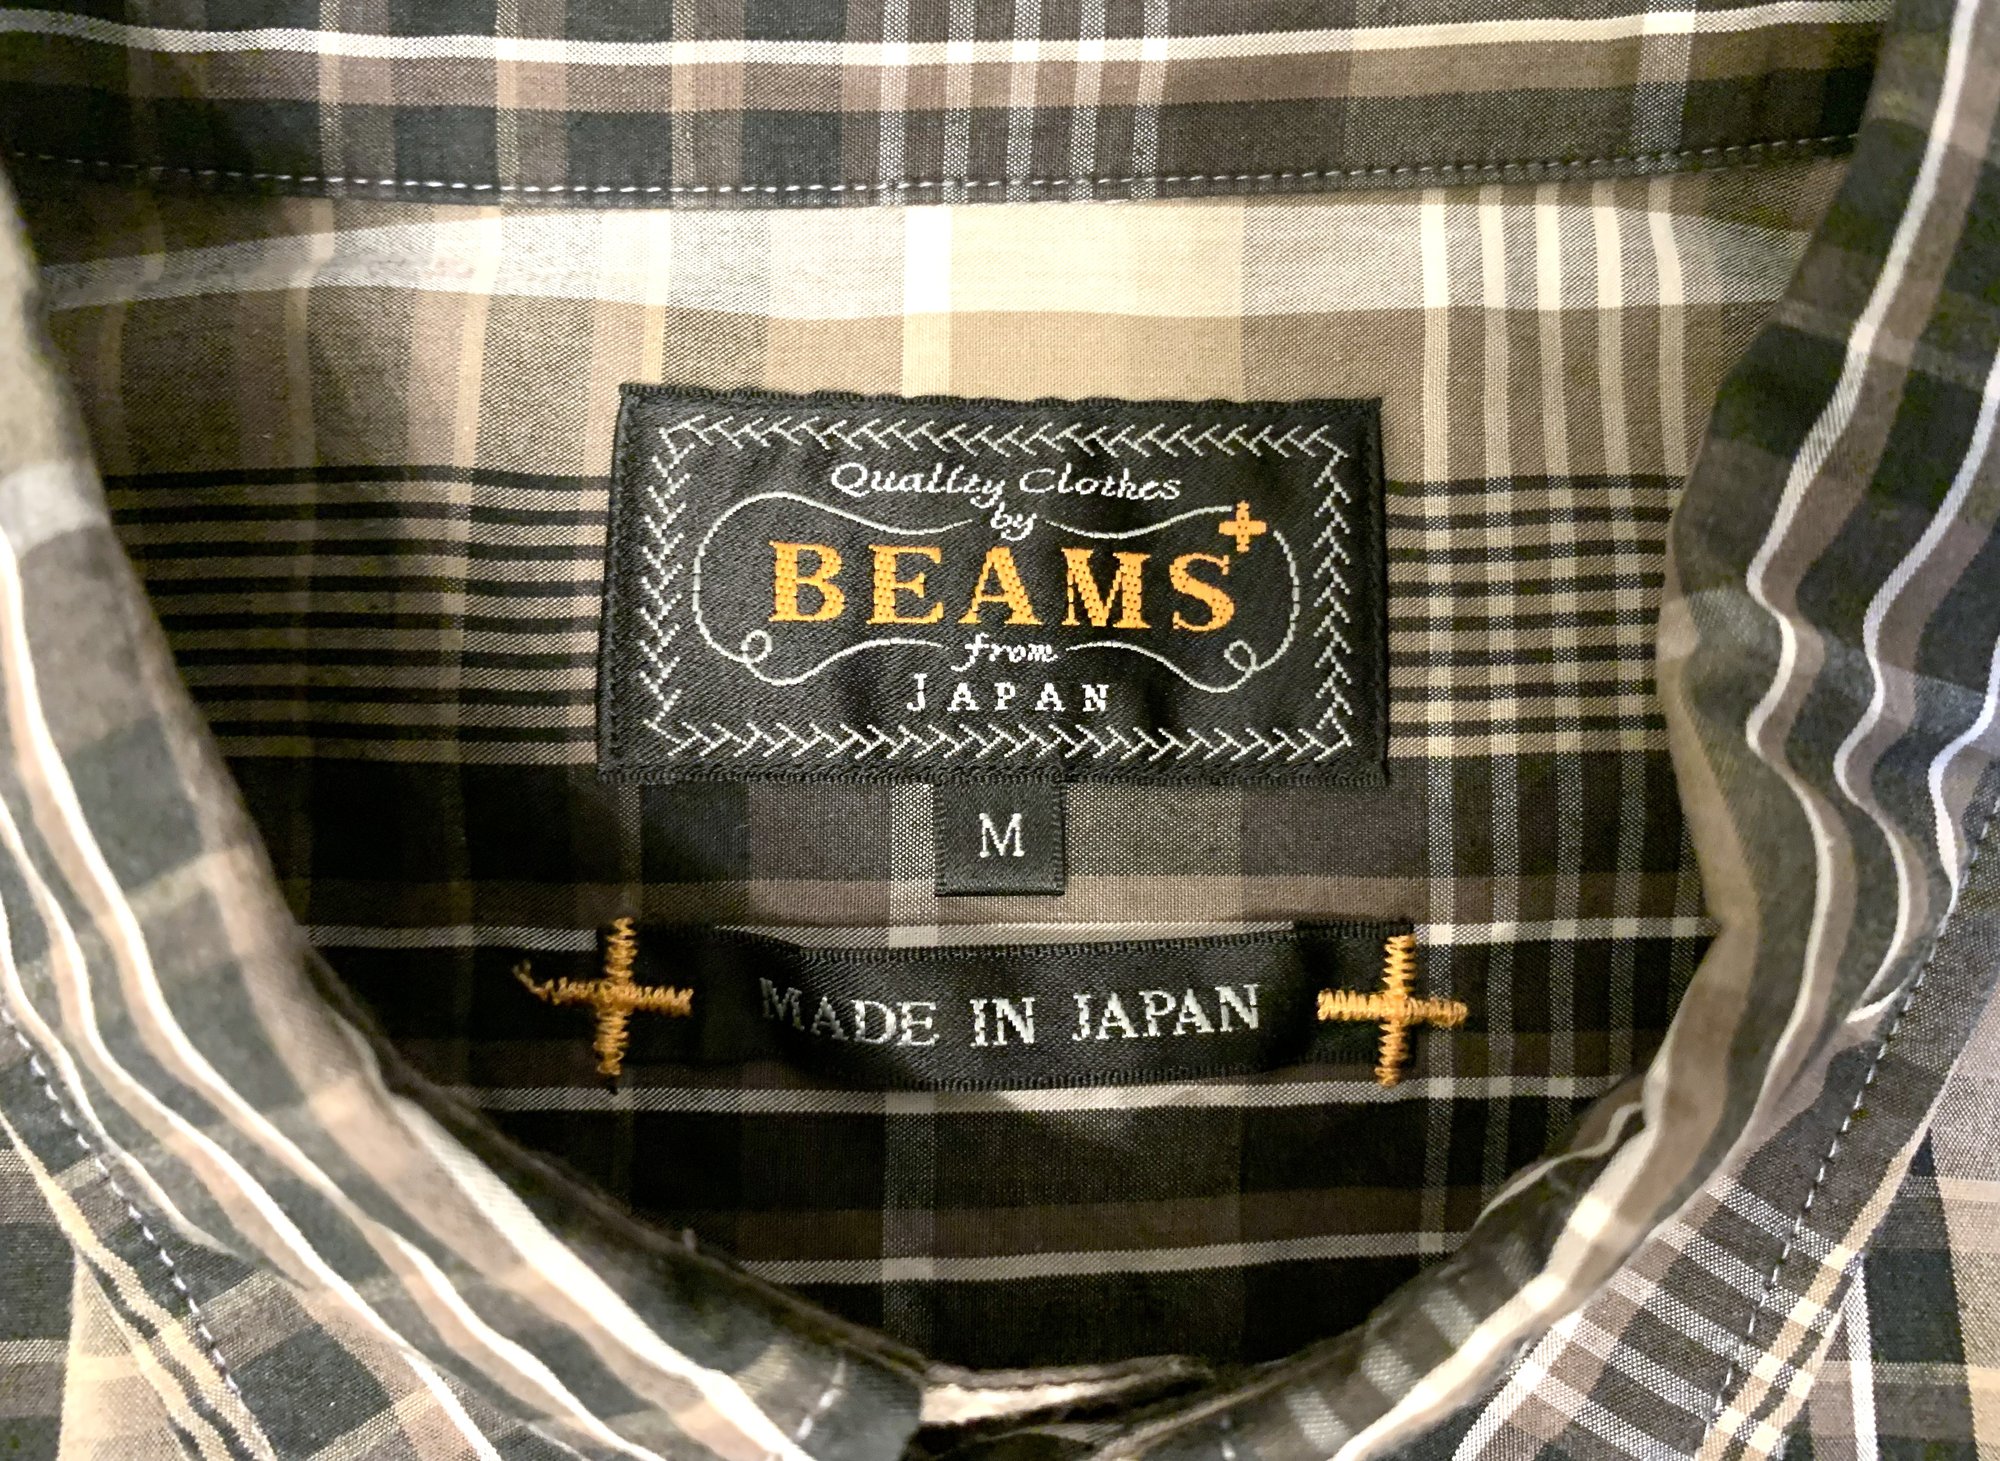 Quality Clothes
by
BEAMS+
from
JAPAN
M
MADE IN JAPAN